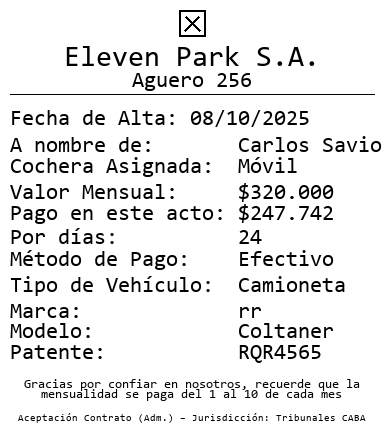 Eleven Park S.A.
Aguero 256
Fecha de Alta: 08/10/2025
A nombre de: Carlos Savio
Cochera Asignada: Móvil
Valor Mensual: $320.000
Pago en este acto: $247.742
Por días: 24
Método de Pago: Efectivo
Tipo de Vehículo: Camioneta
Marca: rr
Modelo: Coltaner
Patente: RQR4565
Gracias por confiar en nosotros, recuerde que la
mensualidad se paga del 1 al 10 de cada mes
Aceptación Contrato (Adm.) – Jurisdicción: Tribunales CABA